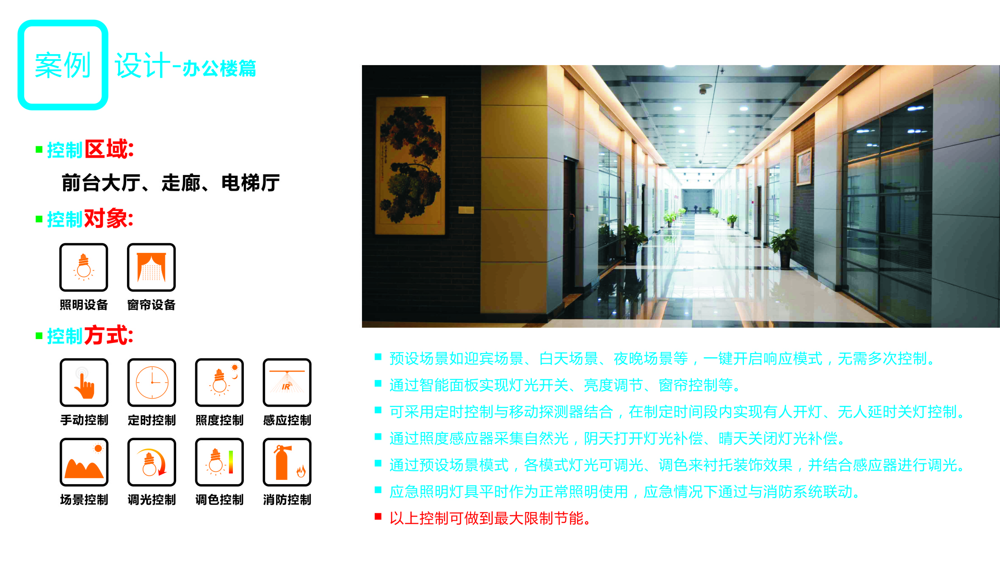 案例设计-办公楼篇
控制区域:
前台大厅、走廊、电梯厅
控制对象:
照明设备 窗帘设备
控制方式:
IR
手动控制 定时控制 照度控制 感应控制
场景控制 调光控制 调色控制 消防控制
预设场景如迎宾场景、白天场景、夜晚场景等，一键开启响应模式，无需多次控制。
通过智能面板实现灯光开关、亮度调节、窗帘控制等。
可采用定时控制与移动探测器结合，在制定时间段内实现有人开灯、无人延时关灯控制。
通过照度感应器采集自然光，阴天打开灯光补偿、晴天关闭灯光补偿。
通过预设场景模式，各模式灯光可调光、调色来衬托装饰效果，并结合感应器进行调光。
应急照明灯具平时作为正常照明使用，应急情况下通过与消防系统联动。
以上控制可做到最大限制节能。